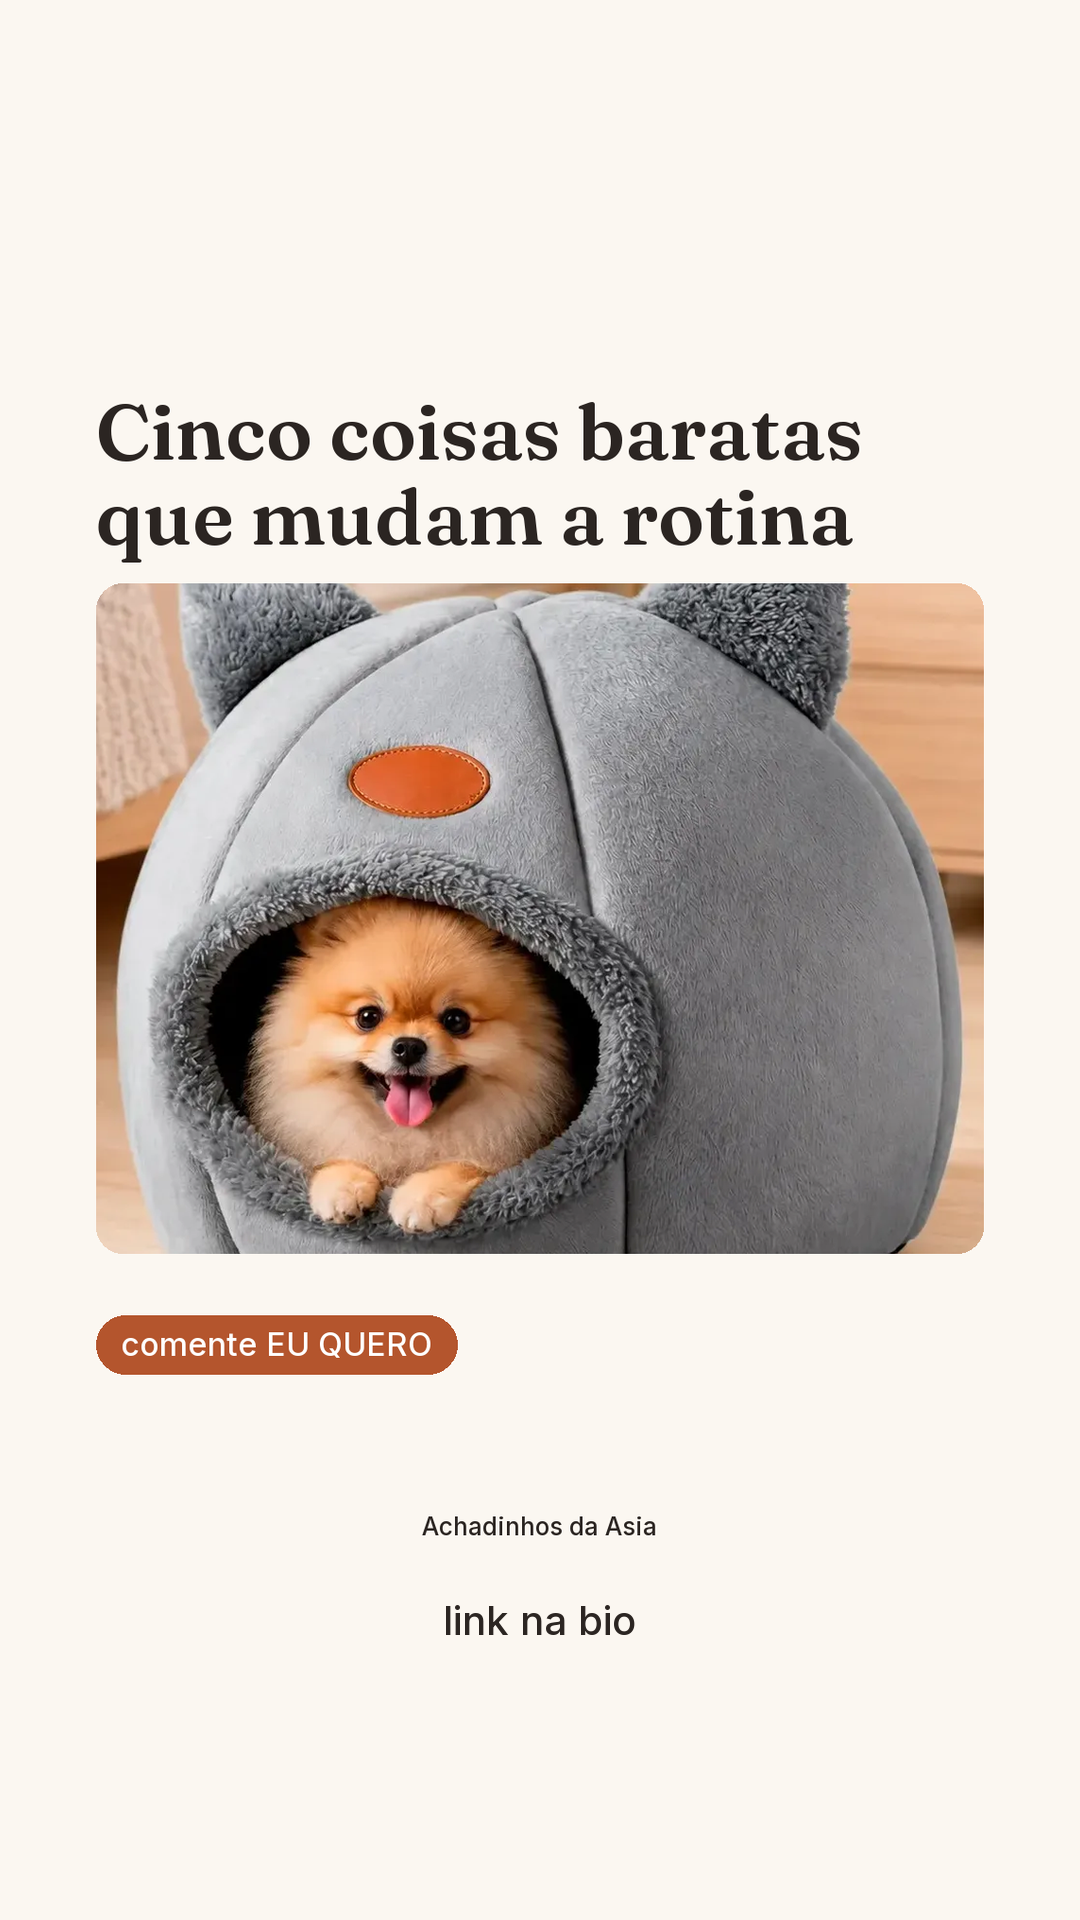 Cinco coisas baratas
que mudam a rotina
comente EU QUERO
Achadinhos da Asia
link na bio